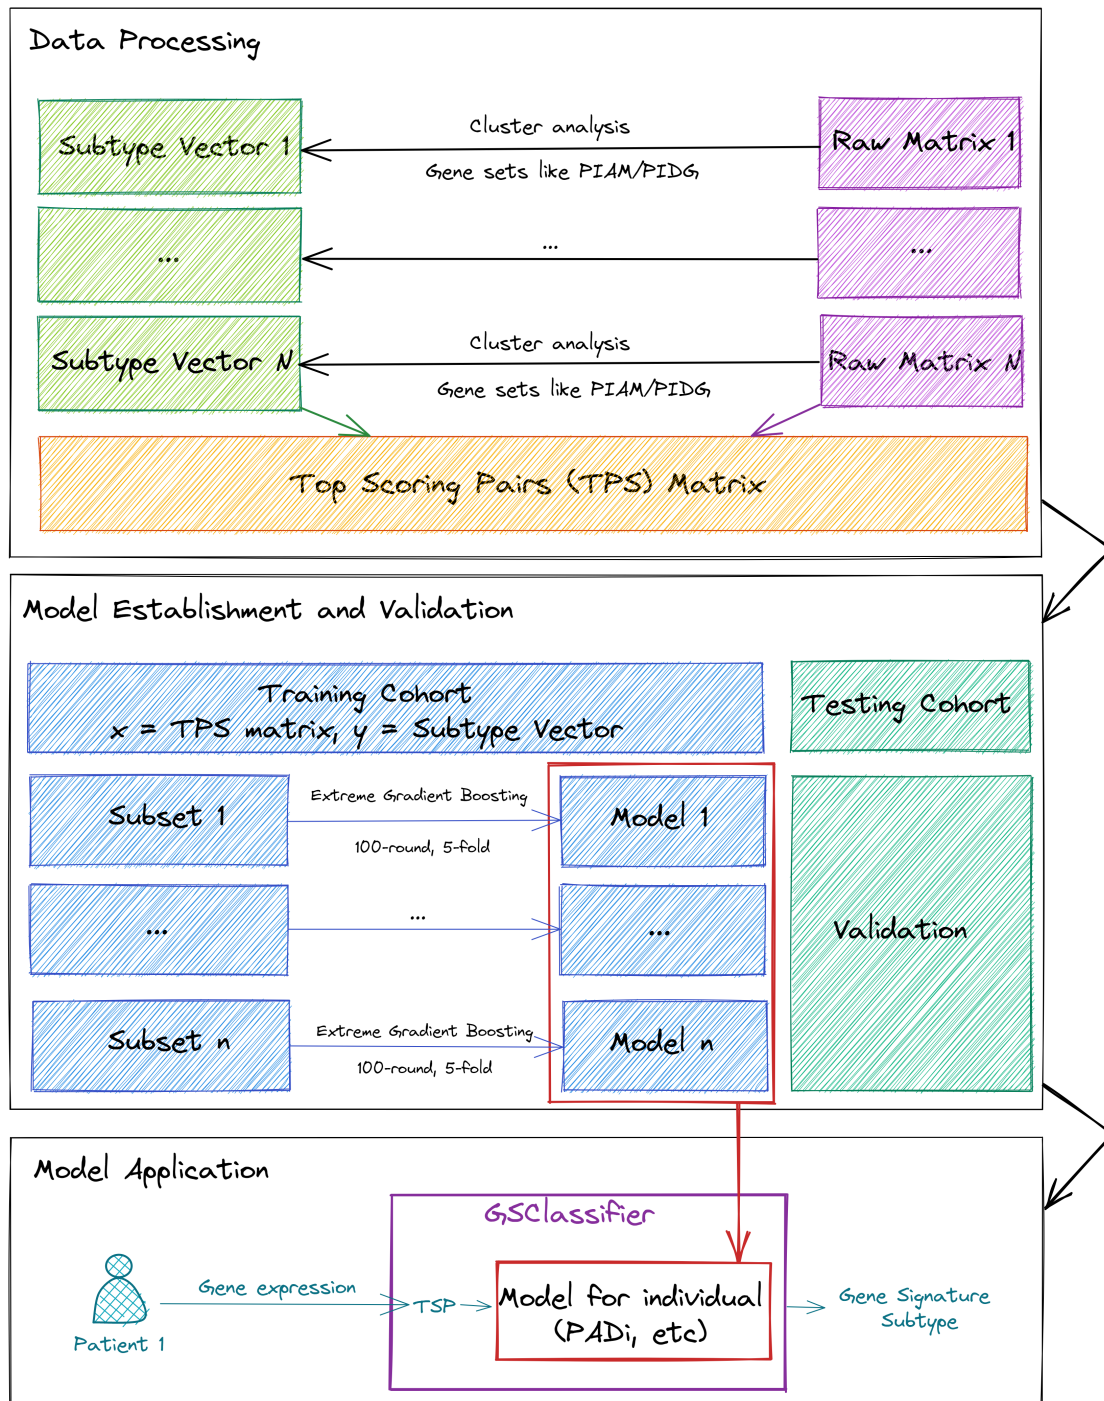 Data Processing
Subtype Vector 1
Cluster analysis
Gene sets like PIAM/PIDG
Raw Matrix 1
...
...
...
Subtype Vector N
Cluster analysis
Gene sets like PIAM/PIDG
Raw Matrix N
Top Scoring Pairs (TPS) Matrix
Model Establishment and Validation
Training Cohort
x = TPS matrix, y = Subtype Vector
Testing Cohort
Subset 1
Extreme Gradient Boosting
100-round, 5-fold
Model 1
...
...
...
Validation
Subset n
Extreme Gradient Boosting
100-round, 5-fold
Model n
Model Application
GSClassifier
Patient 1
Gene expression
TSP
Model for individual
(PADi, etc)
Gene Signature
Subtype